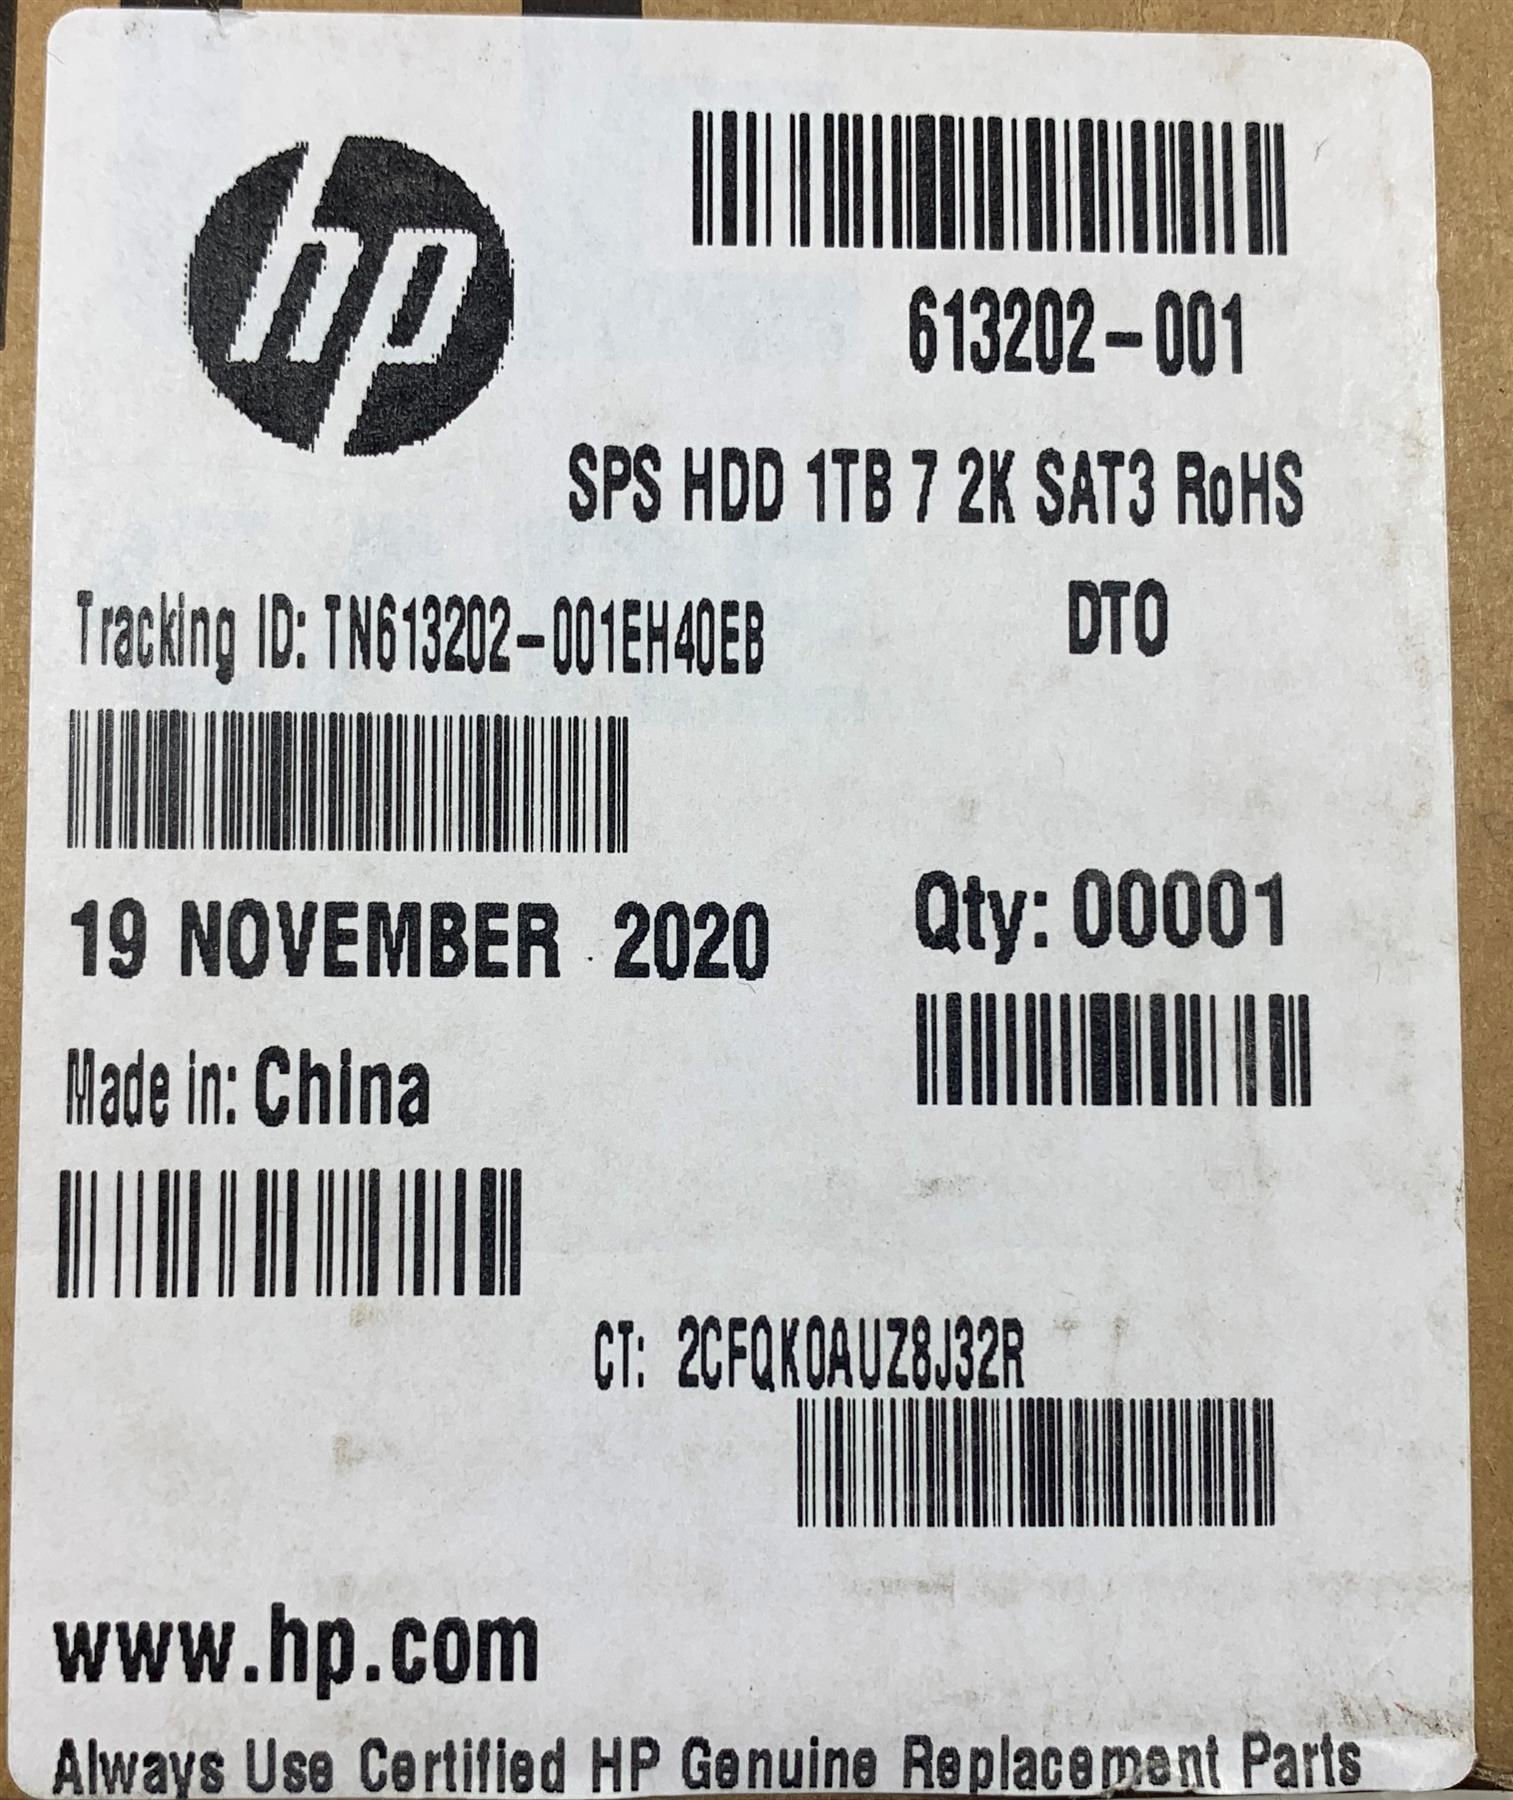 hp
613202-001
SPS HDD 1TB 7 2K SAT3 RoHS
DTO
Tracking ID: TN613202-001EH40EB
19 NOVEMBER 2020
Qty: 00001
Made in: China
CT: 2CFQK0AUZ8J32R
www.hp.com
Always Use Certified HP Genuine Replacement Parts